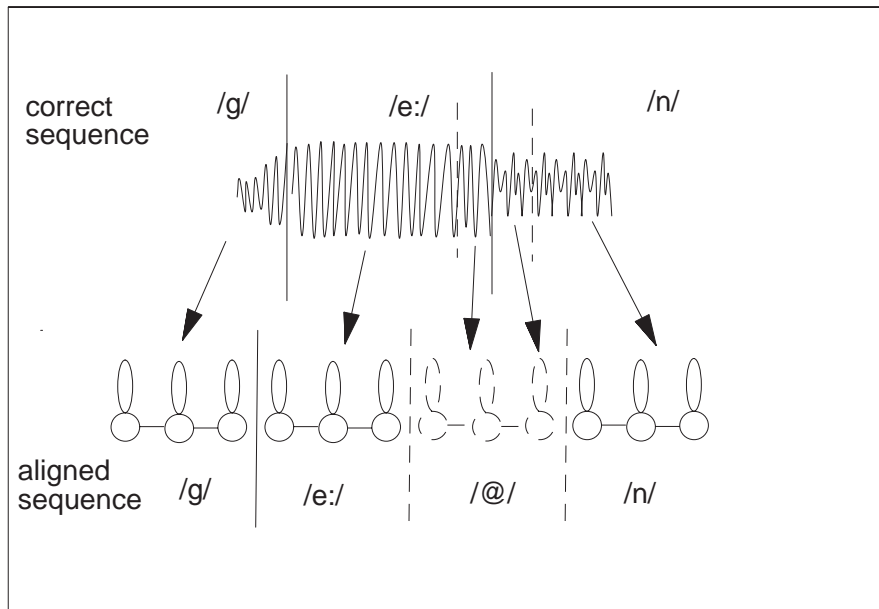 /g/ /e:/ /n/
correct
sequence
aligned
sequence
/g/ /e:/ /@/ /n/